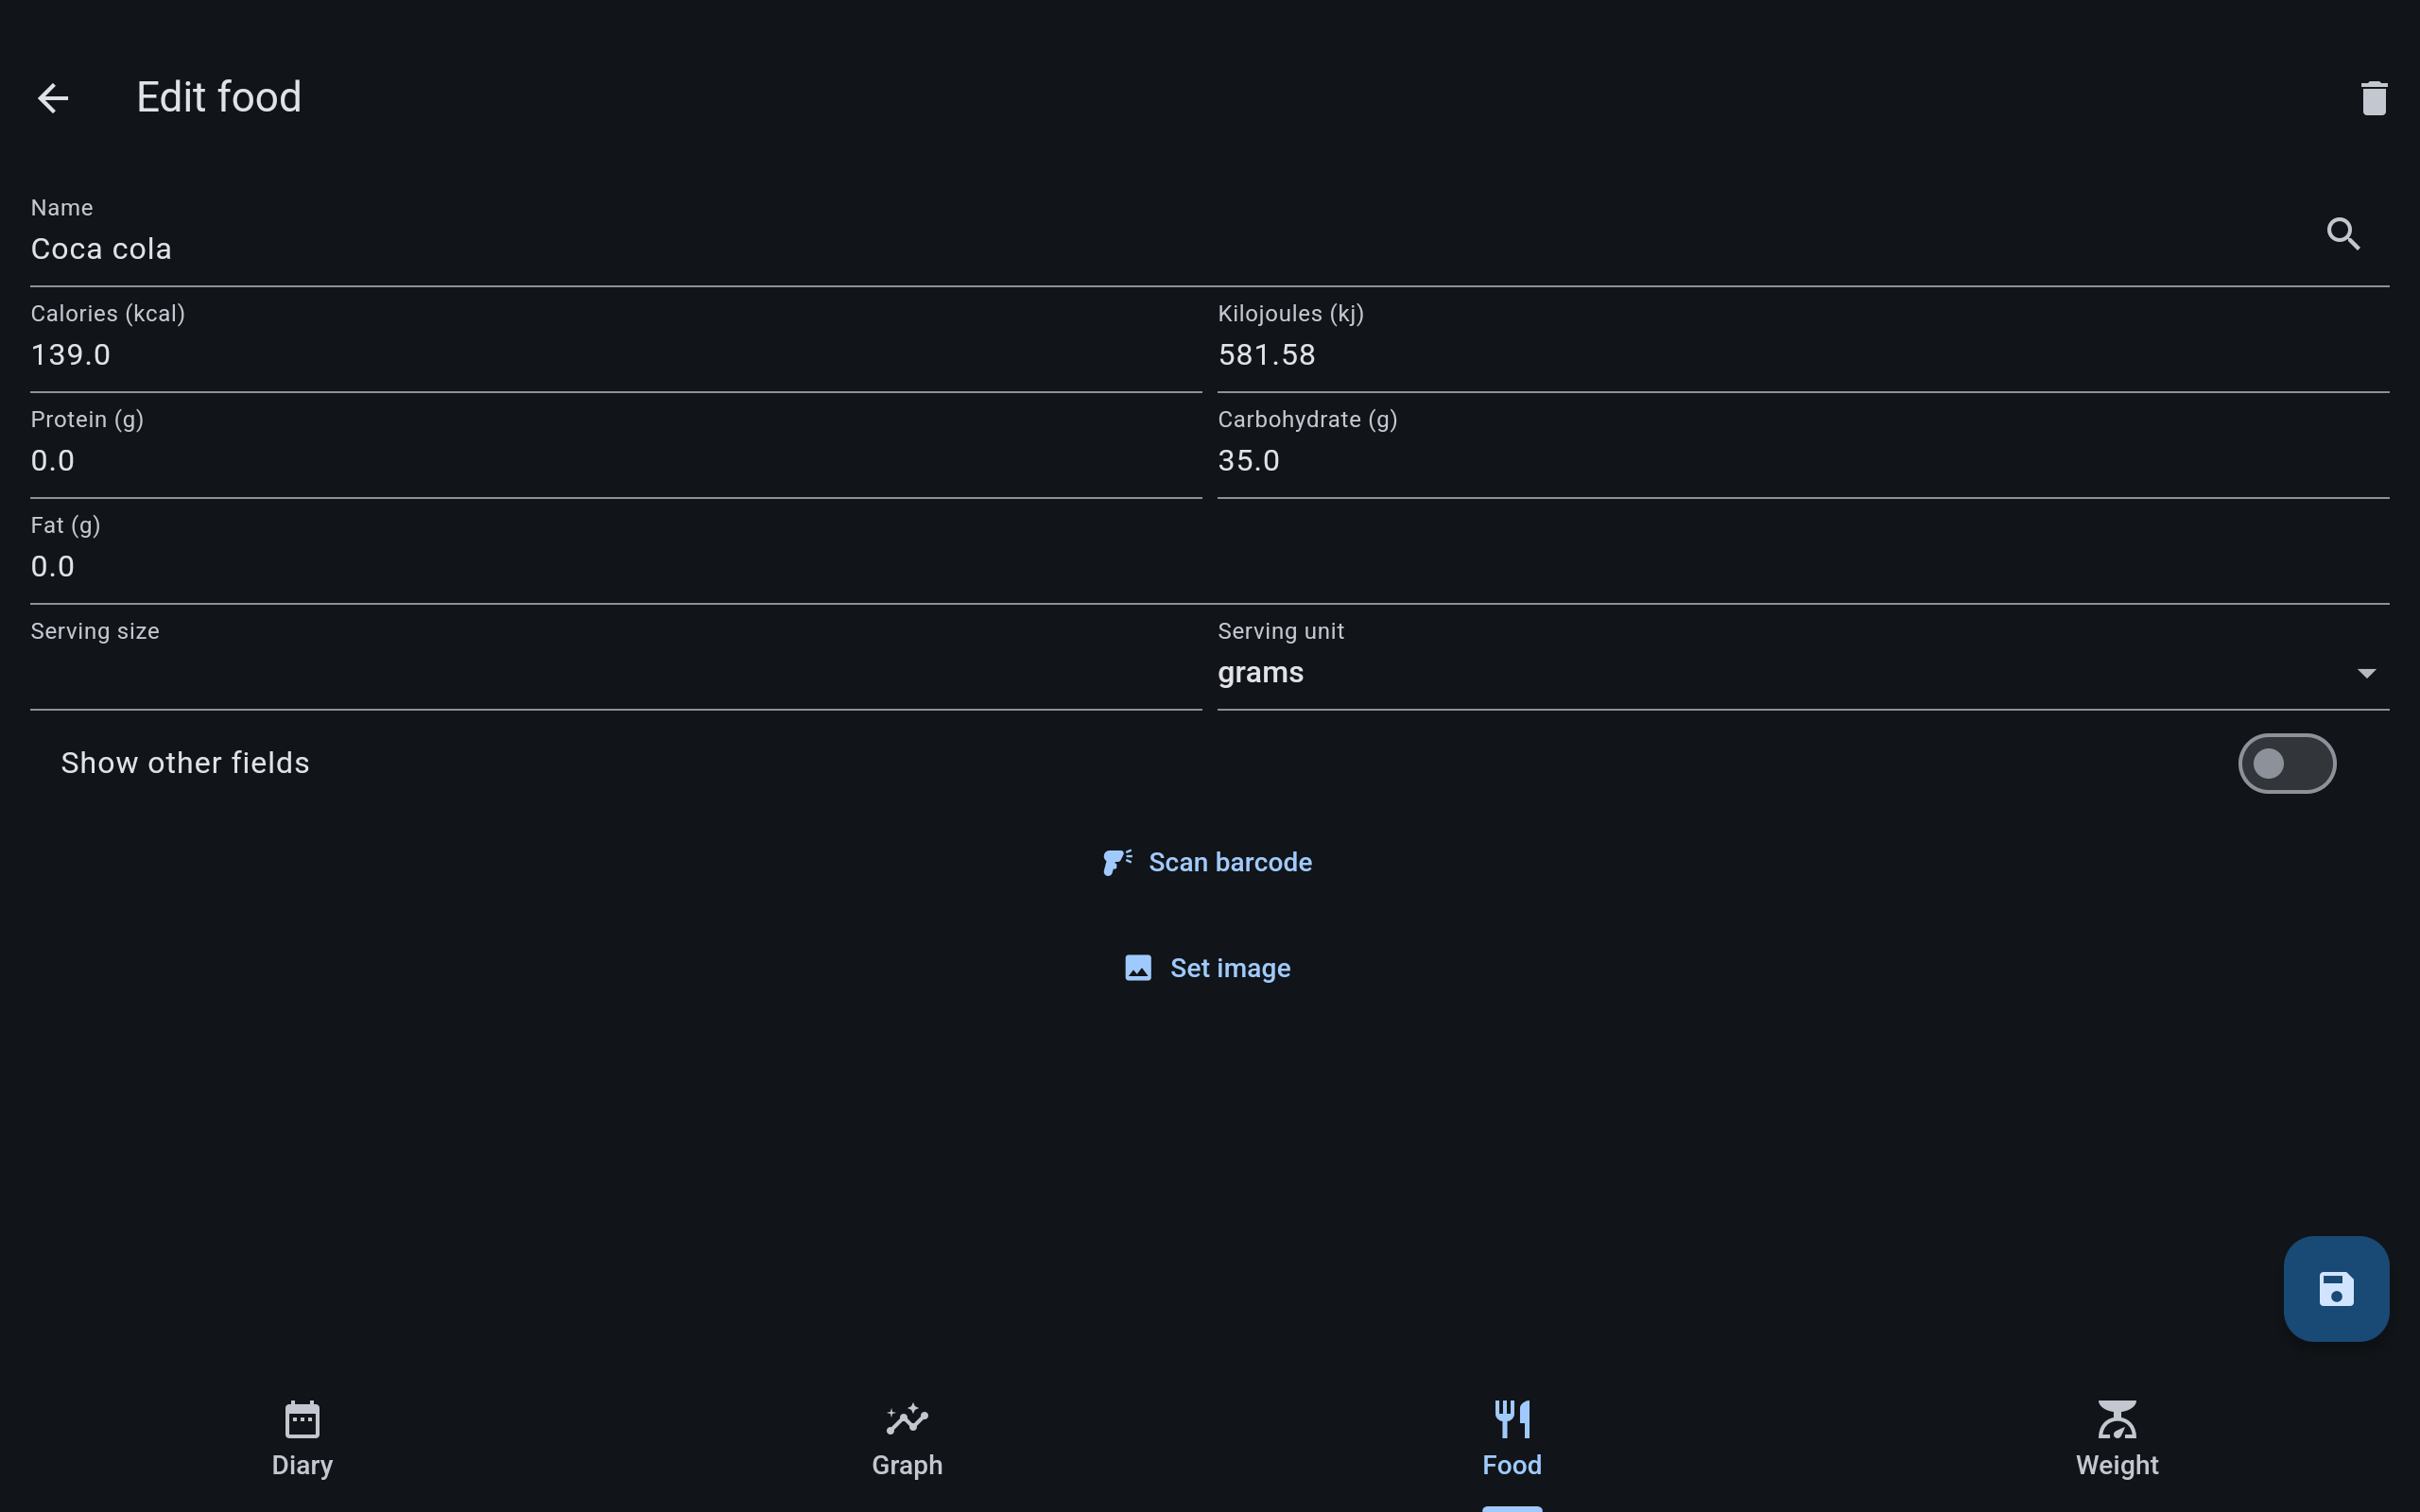 Edit food
Name
Coca cola
Calories (kcal)
139.0
Kilojoules (kj)
581.58
Protein (g)
0.0
Carbohydrate (g)
35.0
Fat (g)
0.0
Serving size
Serving unit
grams
Show other fields
Scan barcode
Set image
Diary
Graph
Food
Weight